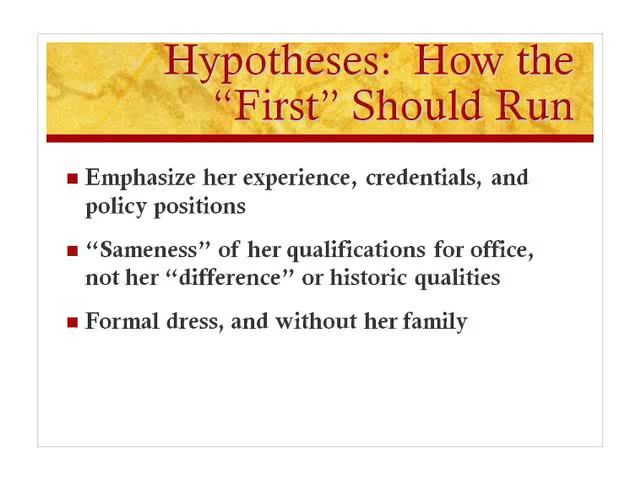 Hypotheses:  How the
“First” Should Run
■ Emphasize her experience, credentials, and
policy positions
■ “Sameness” of her qualifications for office,
not her “difference” or historic qualities
■ Formal dress, and without her family